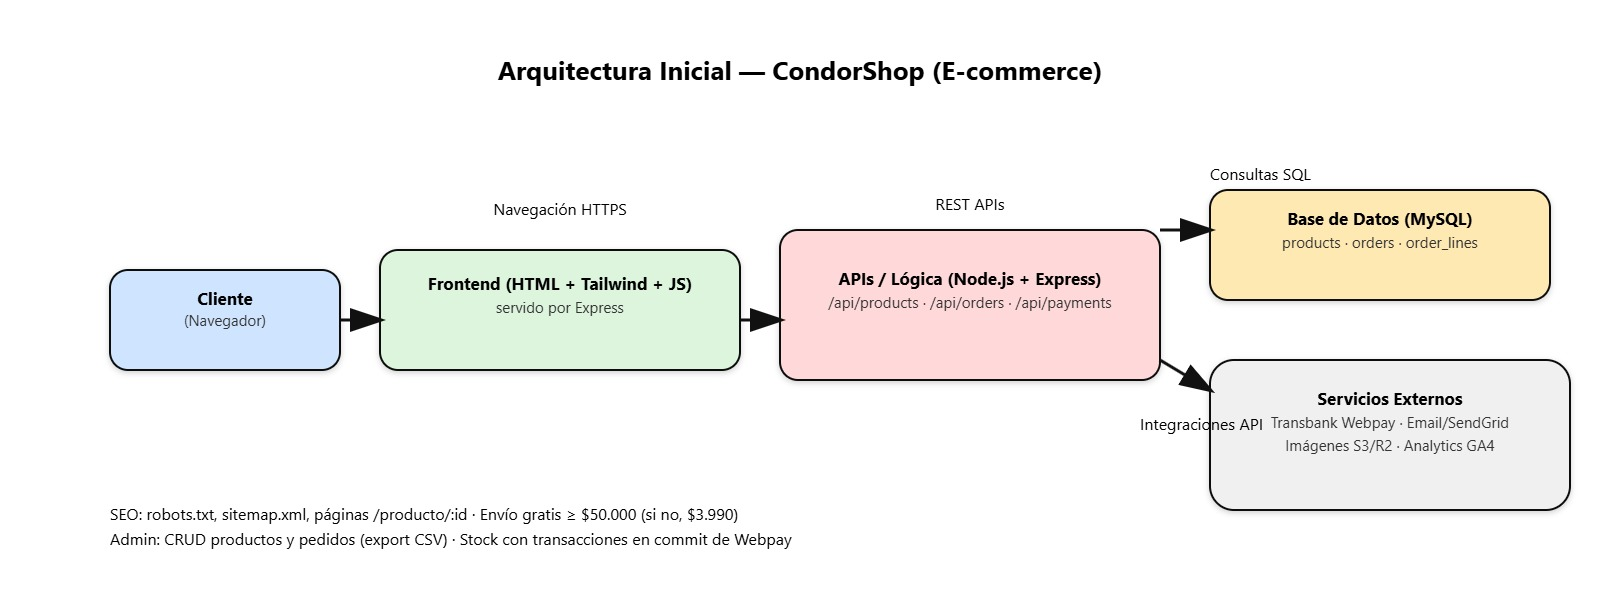 Arquitectura Inicial — CondorShop (E-commerce)
Navegación HTTPS
REST APIs
Consultas SQL
Cliente
(Navegador)
Frontend (HTML + Tailwind + JS)
servido por Express
APIs / Lógica (Node.js + Express)
/api/products · /api/orders · /api/payments
Base de Datos (MySQL)
products · orders · order_lines
Integraciones API
Servicios Externos
Transbank Webpay · Email/SendGrid
Imágenes S3/R2 · Analytics GA4
SEO: robots.txt, sitemap.xml, páginas /producto/:id · Envío gratis ≥ $50.000 (si no, $3.990)
Admin: CRUD productos y pedidos (export CSV) · Stock con transacciones en commit de Webpay